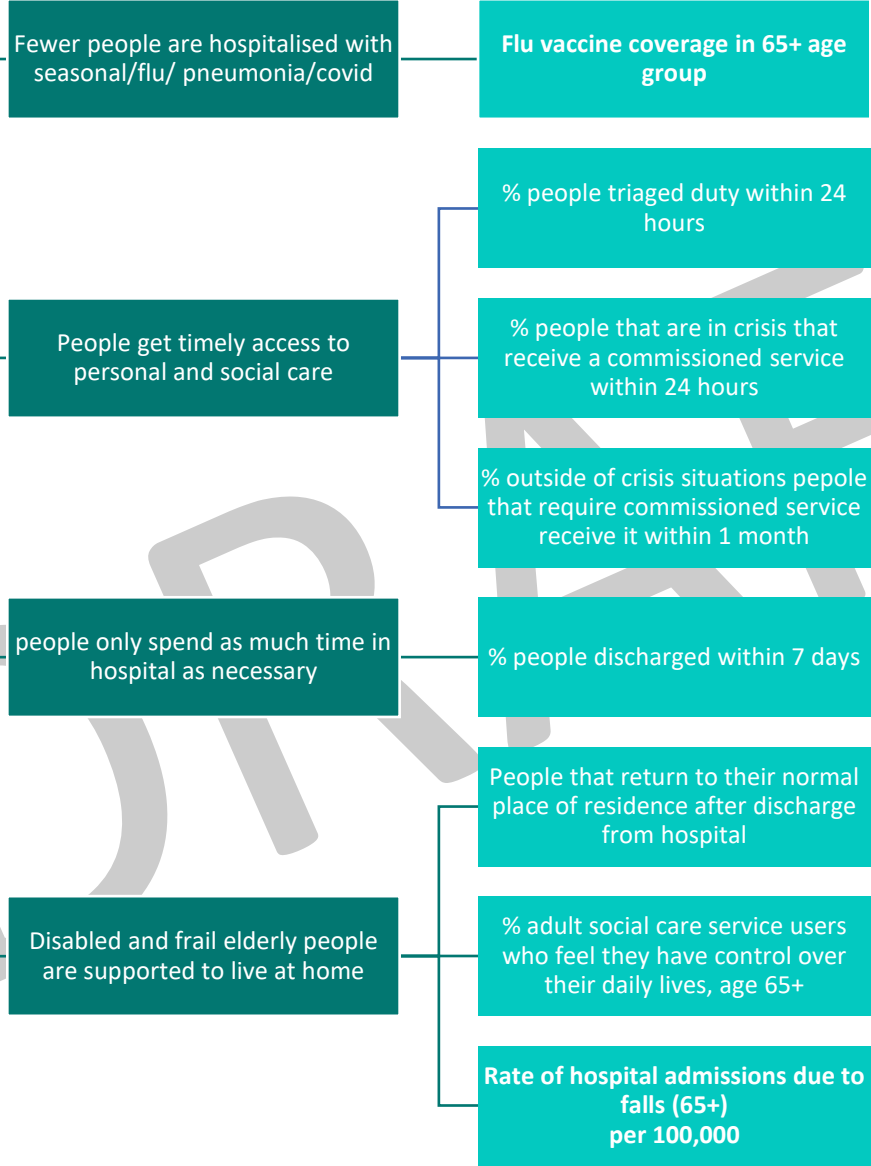 Fewer people are hospitalised with
seasonal/flu/ pneumonia/covid
Flu vaccine coverage in 65+ age
group
People get timely access to
personal and social care
% people triaged duty within 24
hours
% people that are in crisis that
receive a commissioned service
within 24 hours
% outside of crisis situations pepole
that require commissioned service
receive it within 1 month
people only spend as much time in
hospital as necessary
% people discharged within 7 days
Disabled and frail elderly people
are supported to live at home
People that return to their normal
place of residence after discharge
from hospital
% adult social care service users
who feel they have control over
their daily lives, age 65+
Rate of hospital admissions due to
falls (65+)
per 100,000